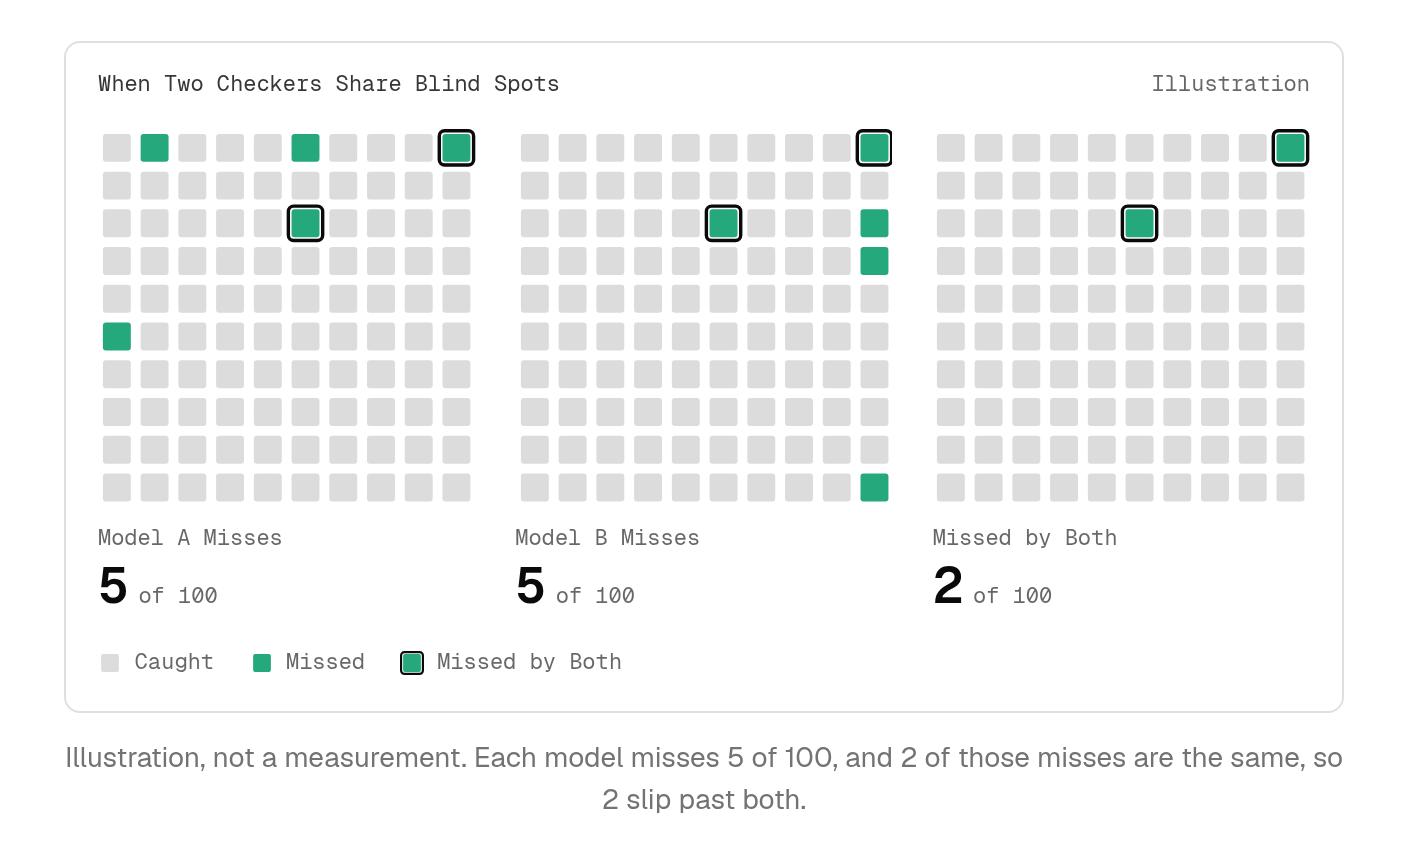 When Two Checkers Share Blind Spots
Illustration
Model A Misses
5 of 100
Model B Misses
5 of 100
Missed by Both
2 of 100
Caught
Missed
Missed by Both
Illustration, not a measurement. Each model misses 5 of 100, and 2 of those misses are the same, so
2 slip past both.